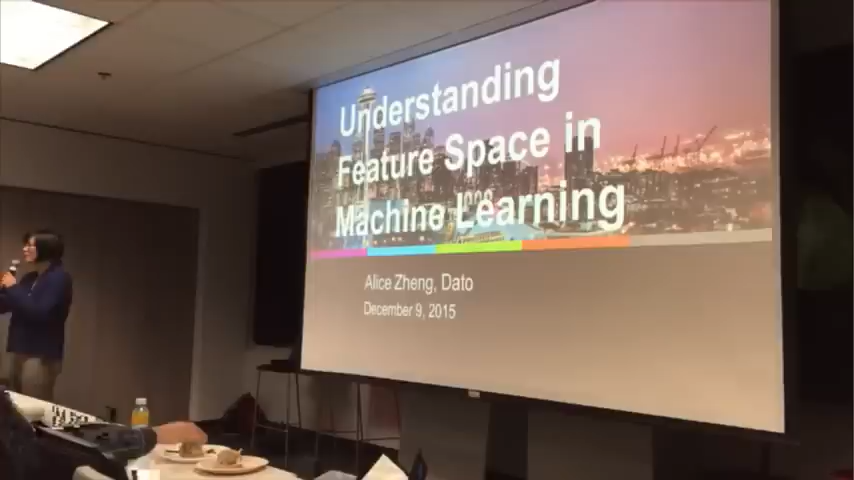 Understanding
Feature Space in
Machine Learning
Alice Zheng, Dato
December 9, 2015